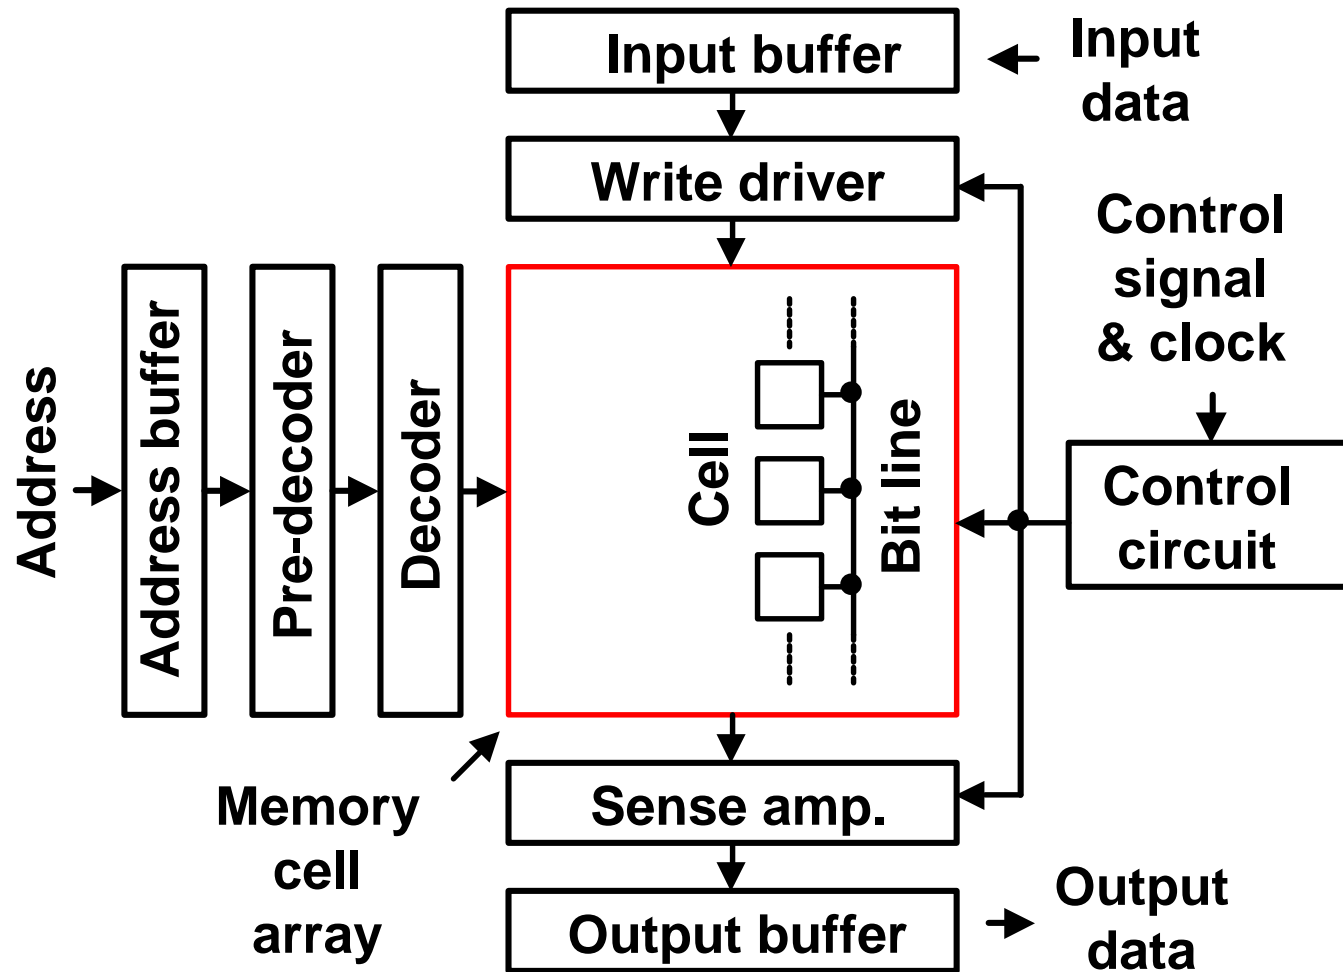 Input buffer
Input
data
Write driver
Control
signal
& clock
Address
Address buffer
Pre-decoder
Decoder
Cell
Bit line
Control
circuit
Memory
cell
array
Sense amp.
Output buffer
Output
data